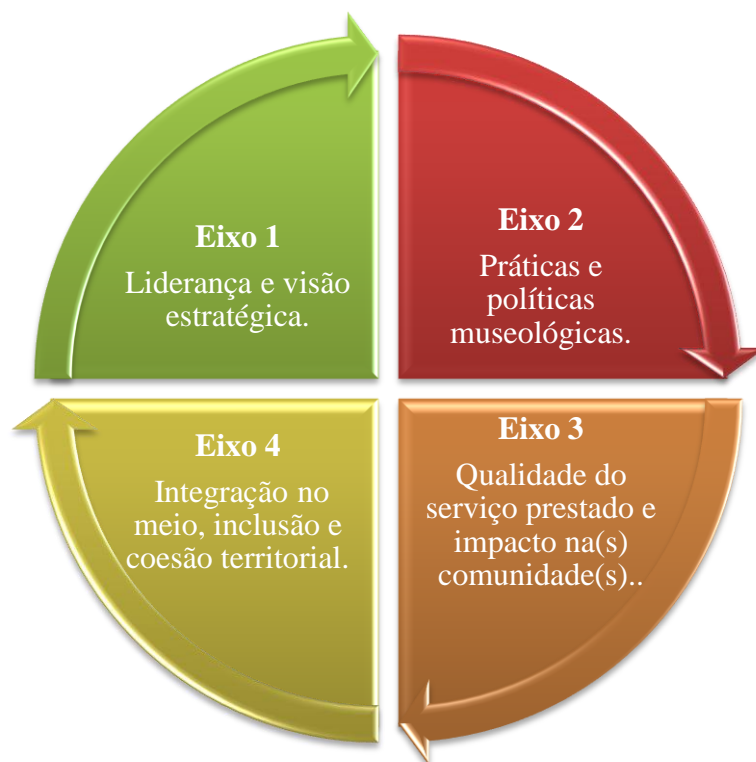 Eixo 1
Liderança e visão
estratégica.
Eixo 2
Práticas e
políticas
museológicas.
Eixo 3
Qualidade do
serviço prestado e
impacto na(s)
comunidade(s)..
Eixo 4
Integração no
meio, inclusão e
coesão territorial.